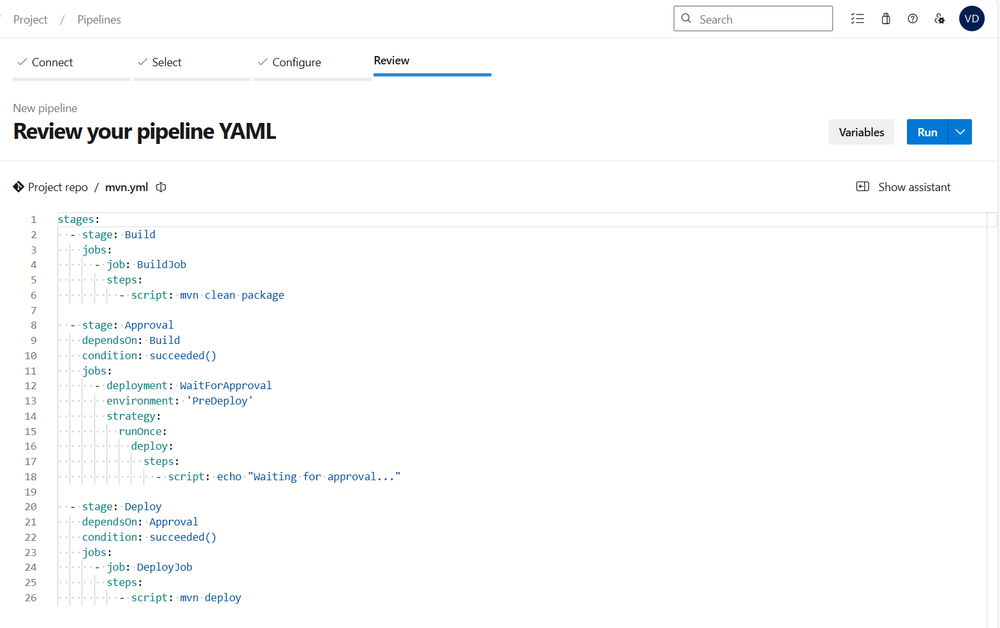 Project / Pipelines
Search
VD
Connect
Select
Configure
Review
New pipeline
Review your pipeline YAML
Variables
Run
Project repo / mvn.yml
Show assistant
1 stages:
2   - stage: Build
3     jobs:
4       - job: BuildJob
5         steps:
6           - script: mvn clean package
7
8   - stage: Approval
9     dependsOn: Build
10     condition: succeeded()
11     jobs:
12       - deployment: WaitForApproval
13         environment: 'PreDeploy'
14         strategy:
15           runOnce:
16             deploy:
17               steps:
18                 - script: echo "Waiting for approval..."
19
20   - stage: Deploy
21     dependsOn: Approval
22     condition: succeeded()
23     jobs:
24       - job: DeployJob
25         steps:
26           - script: mvn deploy